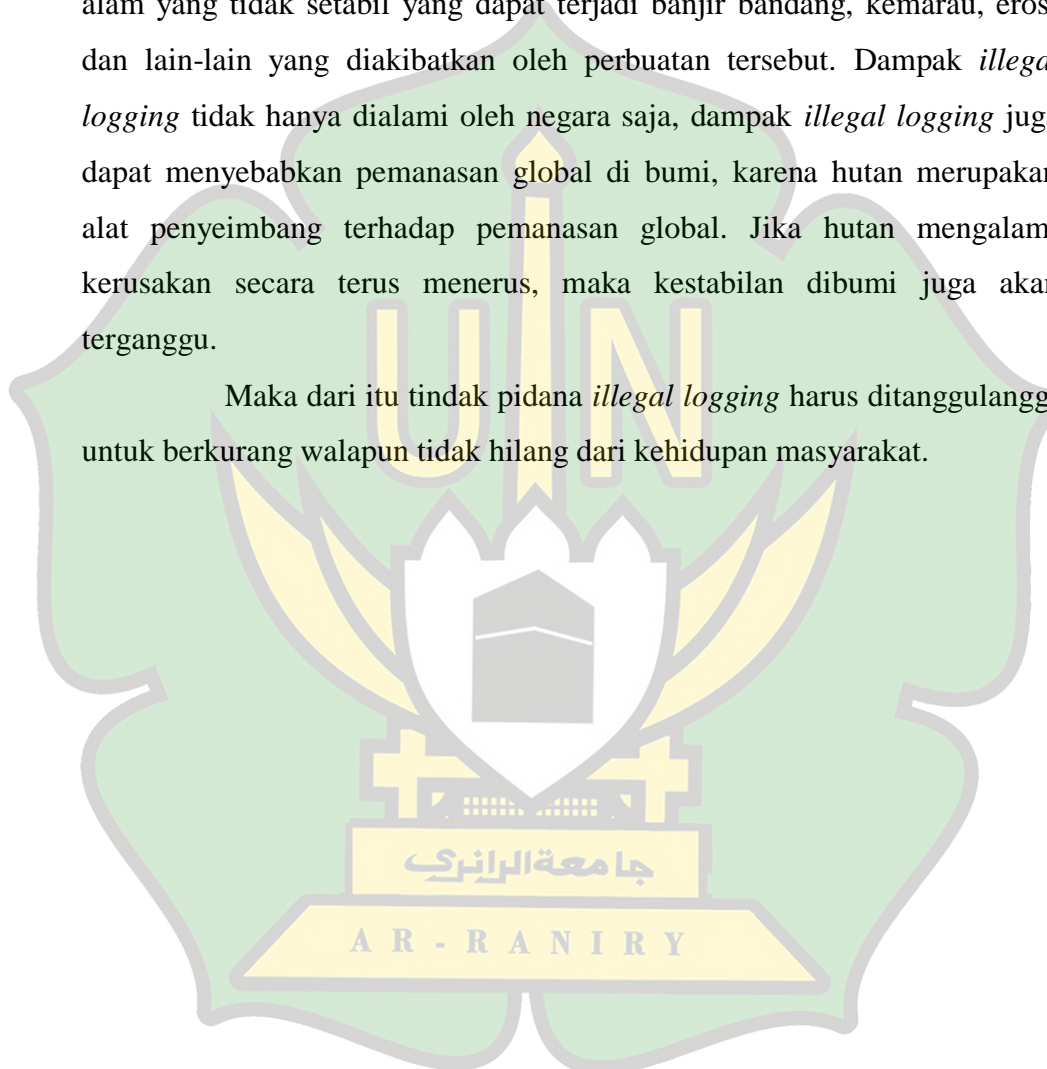 alam yang tidak setabil yang dapat terjadi banjir bandang, kemarau, eros
dan lain-lain yang diakibatkan oleh perbuatan tersebut. Dampak illega
logging tidak hanya dialami oleh negara saja, dampak illegal logging juga
dapat menyebabkan pemanasan global di bumi, karena hutan merupakan
alat penyeimbang terhadap pemanasan global. Jika hutan mengalam
kerusakan secara terus menerus, maka kestabilan dibumi juga akan
terganggu.
Maka dari itu tindak pidana illegal logging harus ditanggulangg
untuk berkurang walapun tidak hilang dari kehidupan masyarakat.
UIN
جامعة الرانري
AR-RANIRY